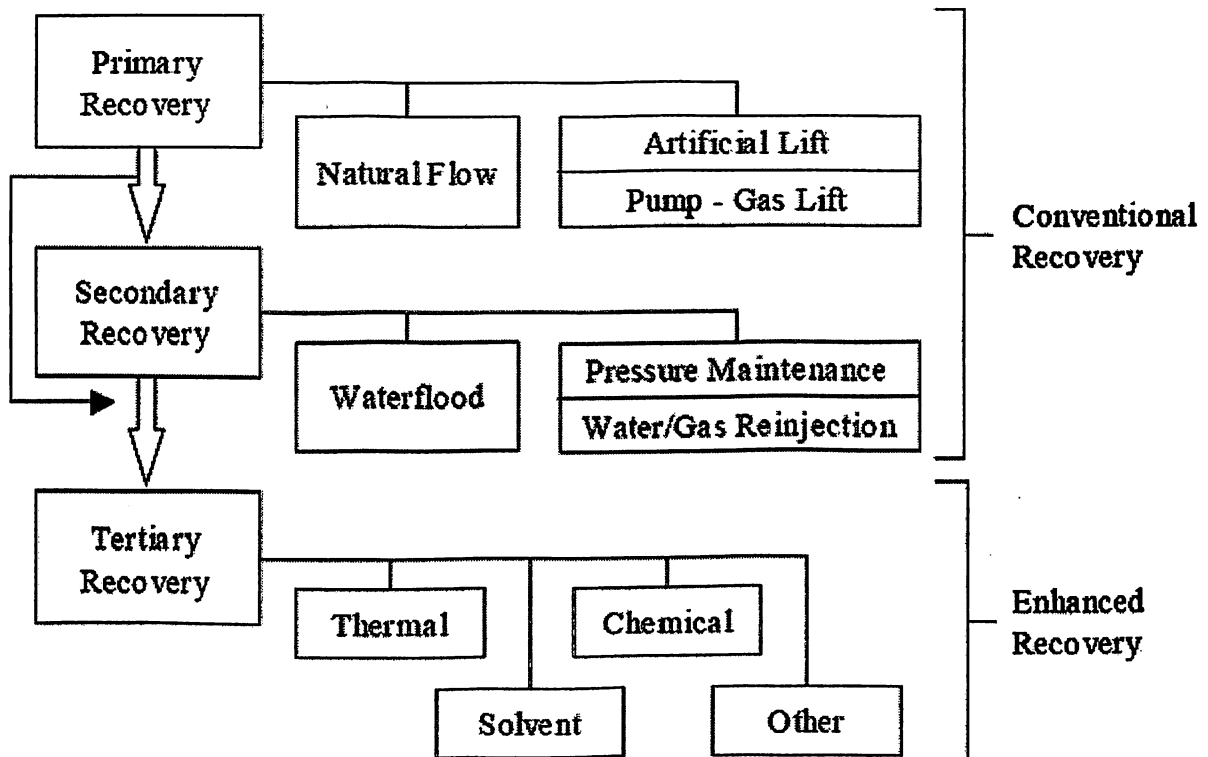 Primary
Recovery
Natural Flow
Artificial Lift
Pump - Gas Lift
Conventional
Recovery
Secondary
Recovery
Waterflood
Pressure Maintenance
Water/Gas Reinjection
Tertiary
Recovery
Thermal
Chemical
Solvent
Other
Enhanced
Recovery